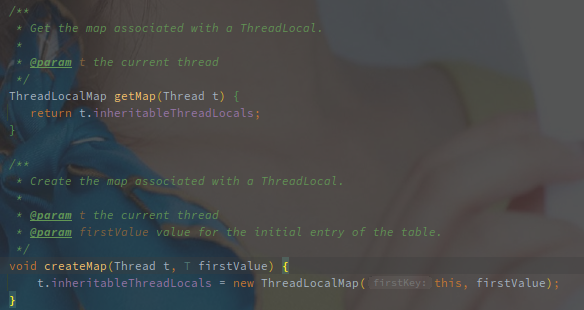 /**
 * Get the map associated with a ThreadLocal.
 *
 * @param t the current thread
 */
ThreadLocalMap getMap(Thread t) {
   return t.inheritableThreadLocals;
}

/**
 * Create the map associated with a ThreadLocal.
 *
 * @param t the current thread
 * @param firstValue value for the initial entry of the table.
 */
void createMap(Thread t, T firstValue) {
    t.inheritableThreadLocals = new ThreadLocalMap( firstKey: this, firstValue);
}